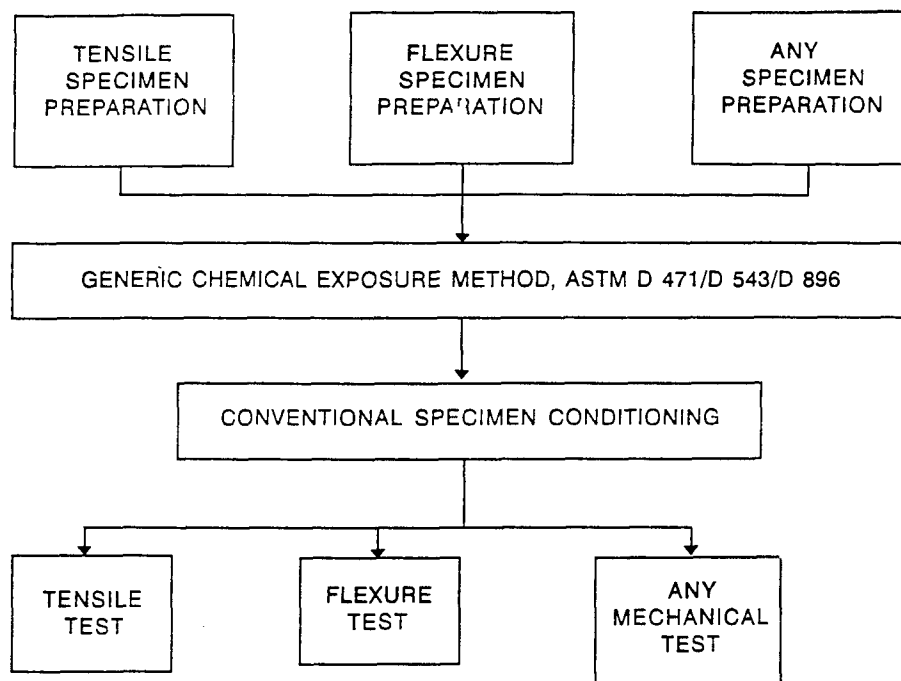 TENSILE
SPECIMEN
PREPARATION
FLEXURE
SPECIMEN
PREPARATION
ANY
SPECIMEN
PREPARATION
GENERIC CHEMICAL EXPOSURE METHOD, ASTM D 471/D 543/D 896
CONVENTIONAL SPECIMEN CONDITIONING
TENSILE
TEST
FLEXURE
TEST
ANY
MECHANICAL
TEST